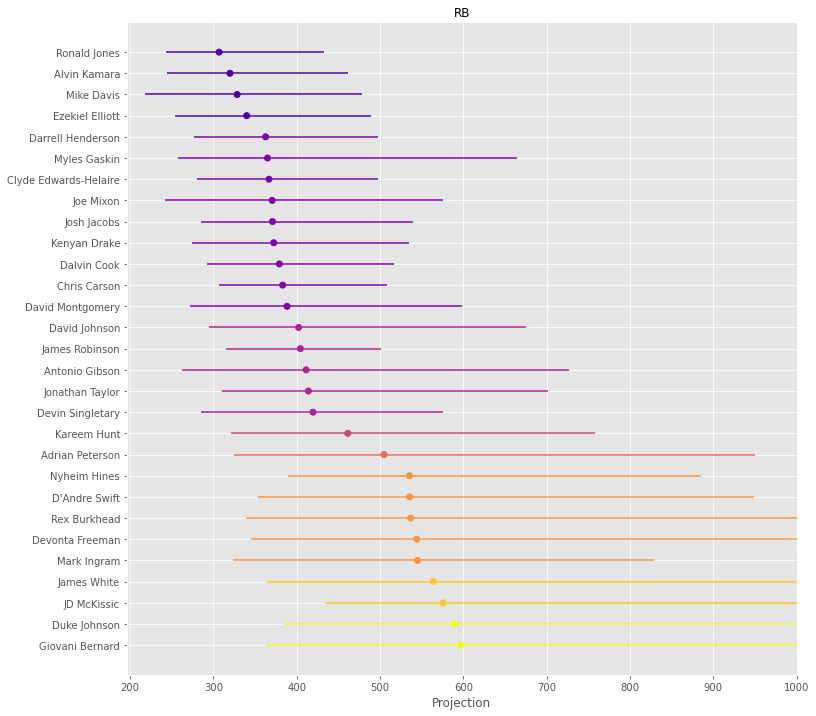 RB
Ronald Jones
Alvin Kamara
Mike Davis
Ezekiel Elliott
Darrell Henderson
Myles Gaskin
Clyde Edwards-Helaire
Joe Mixon
Josh Jacobs
Kenyan Drake
Dalvin Cook
Chris Carson
David Montgomery
David Johnson
James Robinson
Antonio Gibson
Jonathan Taylor
Devin Singletary
Kareem Hunt
Adrian Peterson
Nyheim Hines
D'Andre Swift
Rex Burkhead
Devonta Freeman
Mark Ingram
James White
JD McKissic
Duke Johnson
Giovani Bernard
200 300 400 500 600 700 800 900 1000
Projection